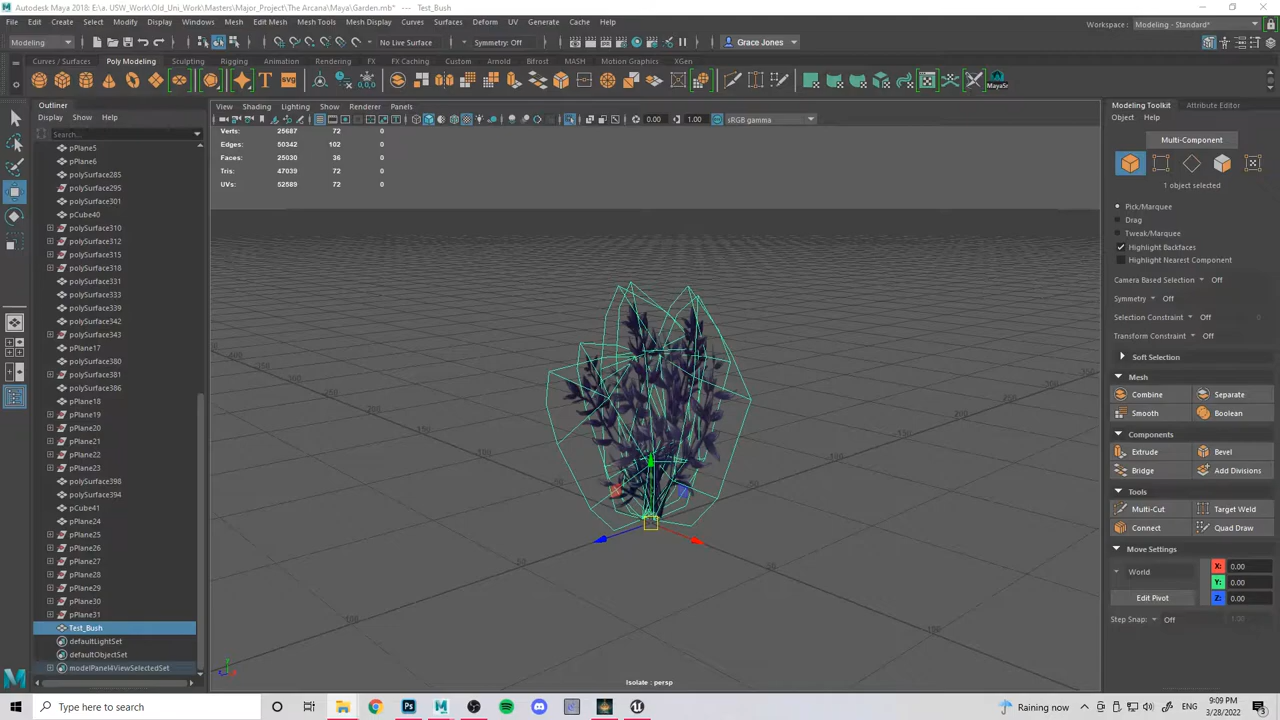 Autodesk Maya 2018: E:\a. USW_Work\Old_Uni_Work\Masters\Major_Project\The Arcana\Maya\Garden.mb* --- Test_Bush
File Edit Create Select Modify Display Windows Mesh Edit Mesh Mesh Tools Mesh Display Curves Surfaces Deform UV Generate Cache Help
Workspace : Modeling - Standard*
Modeling No Live Surface Symmetry: Off Grace Jones
Curves / Surfaces Poly Modeling Sculpting Rigging Animation Rendering FX FX Caching Custom Arnold Bifrost MASH Motion Graphics XGen
Outliner
Display Show Help
Search...
pPlane5
pPlane6
polySurface285
polySurface295
polySurface301
pCube40
polySurface310
polySurface312
polySurface315
polySurface318
polySurface331
polySurface333
polySurface339
polySurface342
polySurface343
pPlane17
polySurface380
polySurface381
polySurface386
pPlane18
pPlane19
pPlane20
pPlane21
pPlane22
pPlane23
polySurface398
polySurface394
pCube41
pPlane24
pPlane25
pPlane26
pPlane27
pPlane28
pPlane29
pPlane30
pPlane31
Test_Bush
defaultLightSet
defaultObjectSet
modelPanel4ViewSelectedSet
View Shading Lighting Show Renderer Panels
0.00 1.00 sRGB gamma
Verts: 25687 72 0
Edges: 50342 102 0
Faces: 25030 36 0
Tris: 47039 72 0
UVs: 52589 72 0
Isolate : persp
Modeling Toolkit Attribute Editor
Object Help
Multi-Component
1 object selected
Pick/Marquee
Drag
Tweak/Marquee
Highlight Backfaces
Highlight Nearest Component
Camera Based Selection Off
Symmetry Off
Selection Constraint Off
Transform Constraint Off
Soft Selection
Mesh
Combine Separate
Smooth Boolean
Components
Extrude Bevel
Bridge Add Divisions
Tools
Multi-Cut Target Weld
Connect Quad Draw
Move Settings
World
X: 0.00
Y: 0.00
Z: 0.00
Edit Pivot
Step Snap: Off 1.00
Type here to search
Raining now
ENG
9:09 PM
3/28/2022